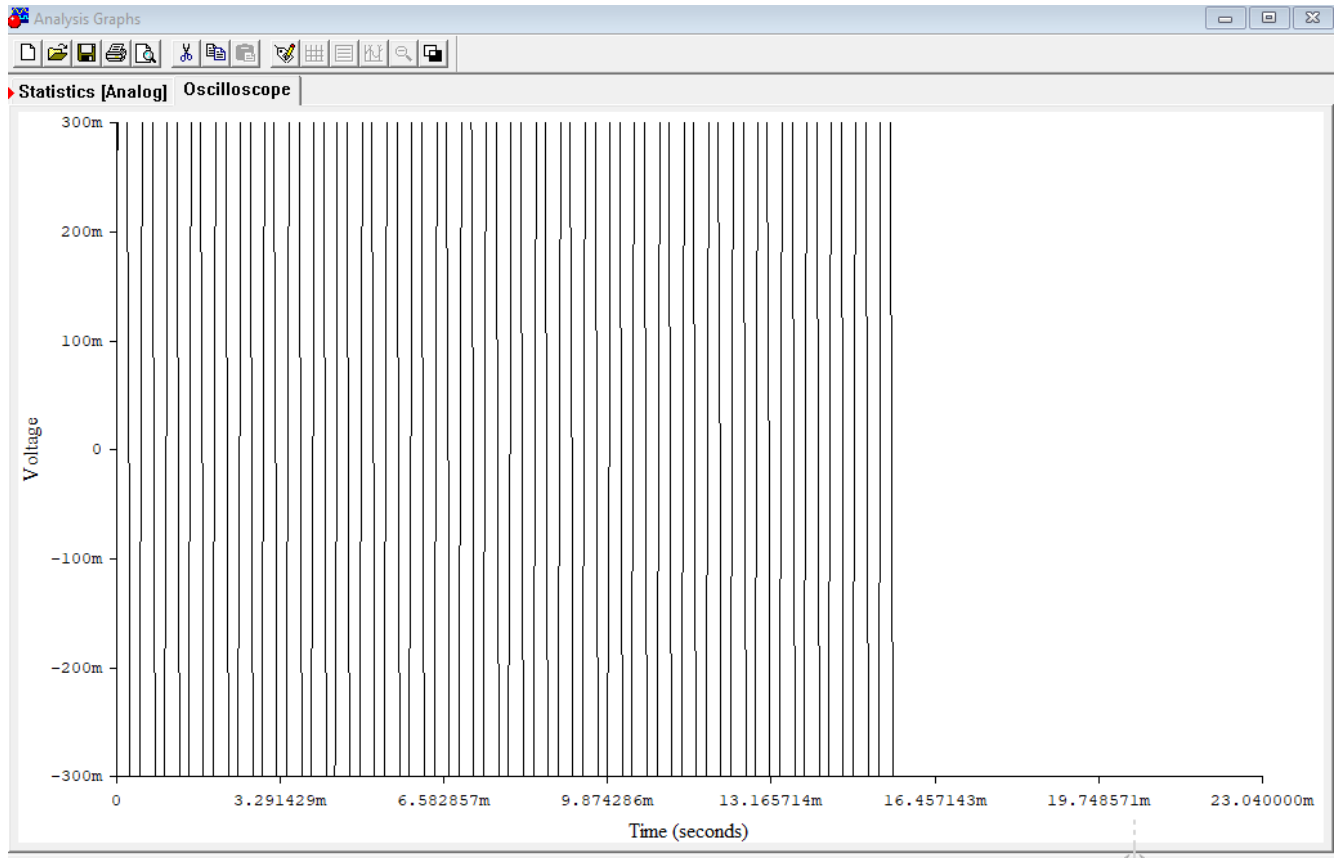 Analysis Graphs
Statistics [Analog] Oscilloscope
300m
200m
100m
0
-100m
-200m
-300m
Voltage
0 3.291429m 6.582857m 9.874286m 13.165714m 16.457143m 19.748571m 23.040000m
Time (seconds)